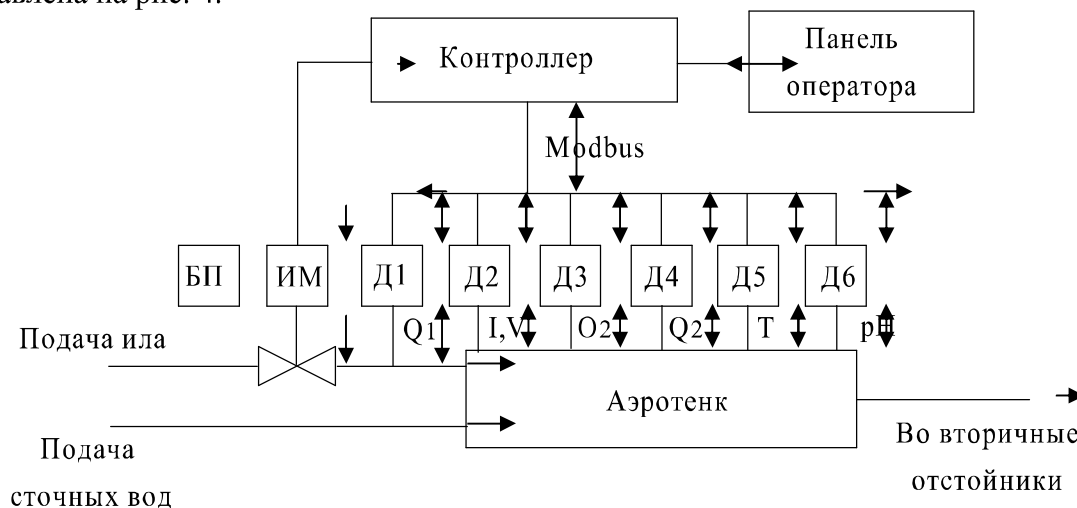 авлена на рис. 4.
Панель
оператора
Контроллер
Modbus
БП
ИМ
Д1
Д2
Д3
Д4
Д5
Д6
Q1
I,V
O2
Q2
T
pH
Подача ила
Аэротенк
Подача
сточных вод
Во вторичные
отстойники